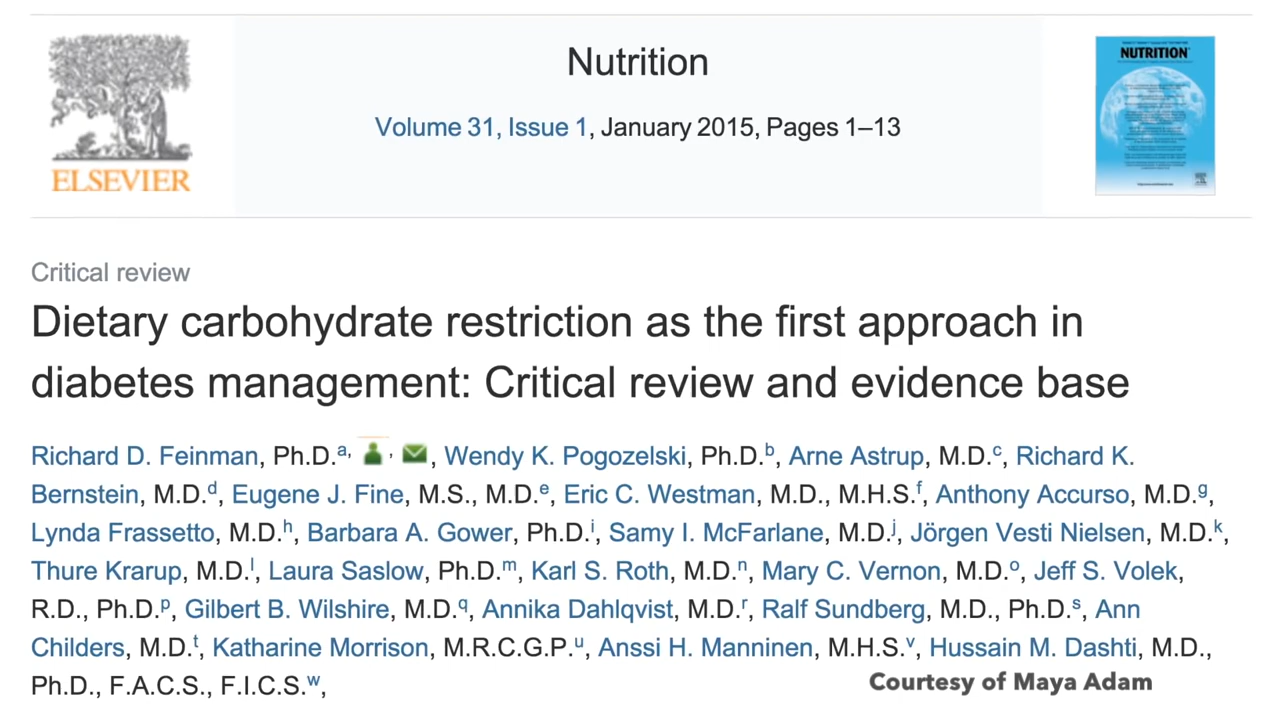 Nutrition
Volume 31, Issue 1, January 2015, Pages 1–13
ELSEVIER
NUTRITION
Critical review
Dietary carbohydrate restriction as the first approach in
diabetes management: Critical review and evidence base
Richard D. Feinman, Ph.D.a, , , Wendy K. Pogozelski, Ph.D.b, Arne Astrup, M.D.c, Richard K.
Bernstein, M.D.d, Eugene J. Fine, M.S., M.D.e, Eric C. Westman, M.D., M.H.S.f, Anthony Accurso, M.D.g,
Lynda Frassetto, M.D.h, Barbara A. Gower, Ph.D.i, Samy I. McFarlane, M.D.j, Jörgen Vesti Nielsen, M.D.k,
Thure Krarup, M.D.l, Laura Saslow, Ph.D.m, Karl S. Roth, M.D.n, Mary C. Vernon, M.D.o, Jeff S. Volek,
R.D., Ph.D.p, Gilbert B. Wilshire, M.D.q, Annika Dahlqvist, M.D.r, Ralf Sundberg, M.D., Ph.D.s, Ann
Childers, M.D.t, Katharine Morrison, M.R.C.G.P.u, Anssi H. Manninen, M.H.S.v, Hussain M. Dashti, M.D.,
Ph.D., F.A.C.S., F.I.C.S.w,
Courtesy of Maya Adam